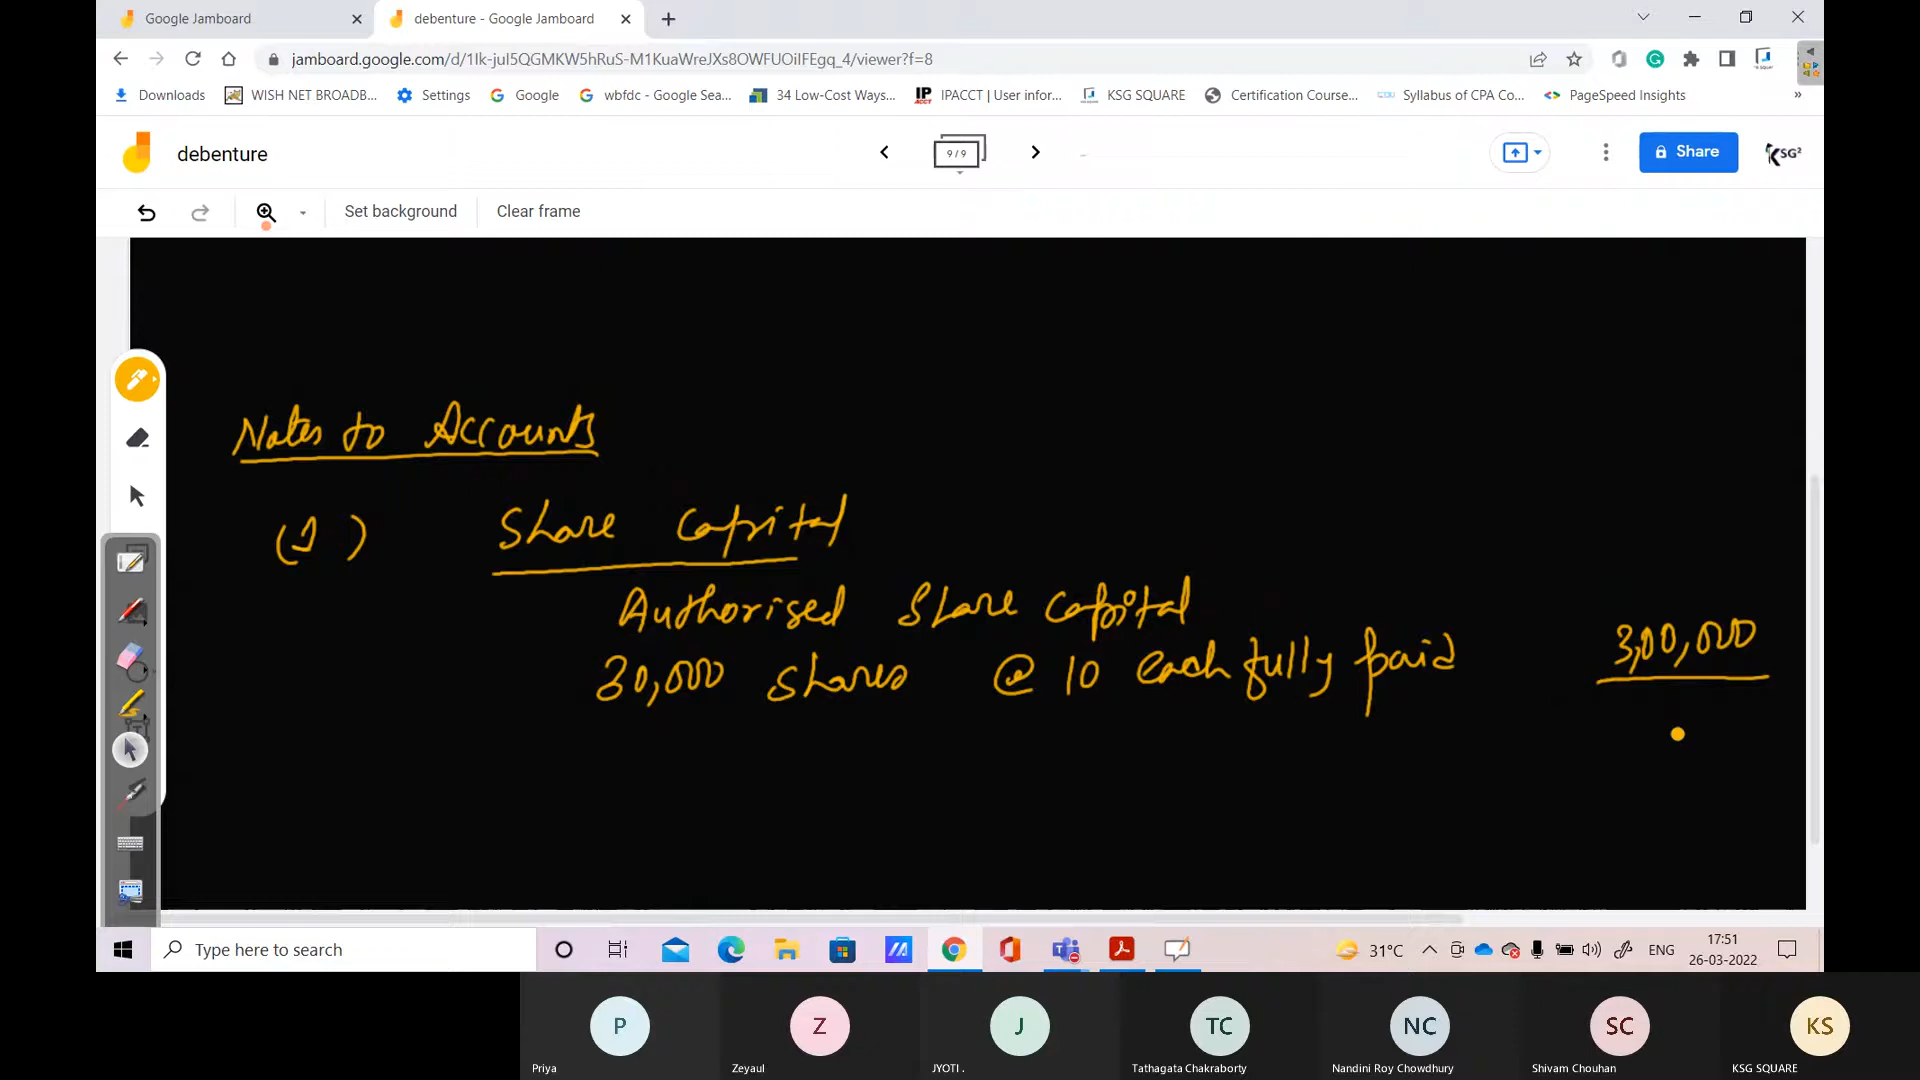 Google Jamboard
debenture - Google Jamboard
jamboard.google.com/d/1Ik-juI5QGMKW5hRuS-M1KuaWreJXs8OWFUOiIFEgq_4/viewer?f=8
Downloads WISH NET BROADB... Settings Google wbfdc - Google Sea... 34 Low-Cost Ways... IPACCT | User infor... KSG SQUARE Certification Course... Syllabus of CPA Co... PageSpeed Insights »
debenture 9/9 Share KSG²
Set background Clear frame
Notes to Accounts
(1) Share Capital
Authorised Share Capital
30,000 shares @ 10 each fully paid 3,00,000
Type here to search 31°C ENG 17:51
26-03-2022
P Z J TC NC SC KS
Priya Zeyaul JYOTI . Tathagata Chakraborty Nandini Roy Chowdhury Shivam Chouhan KSG SQUARE